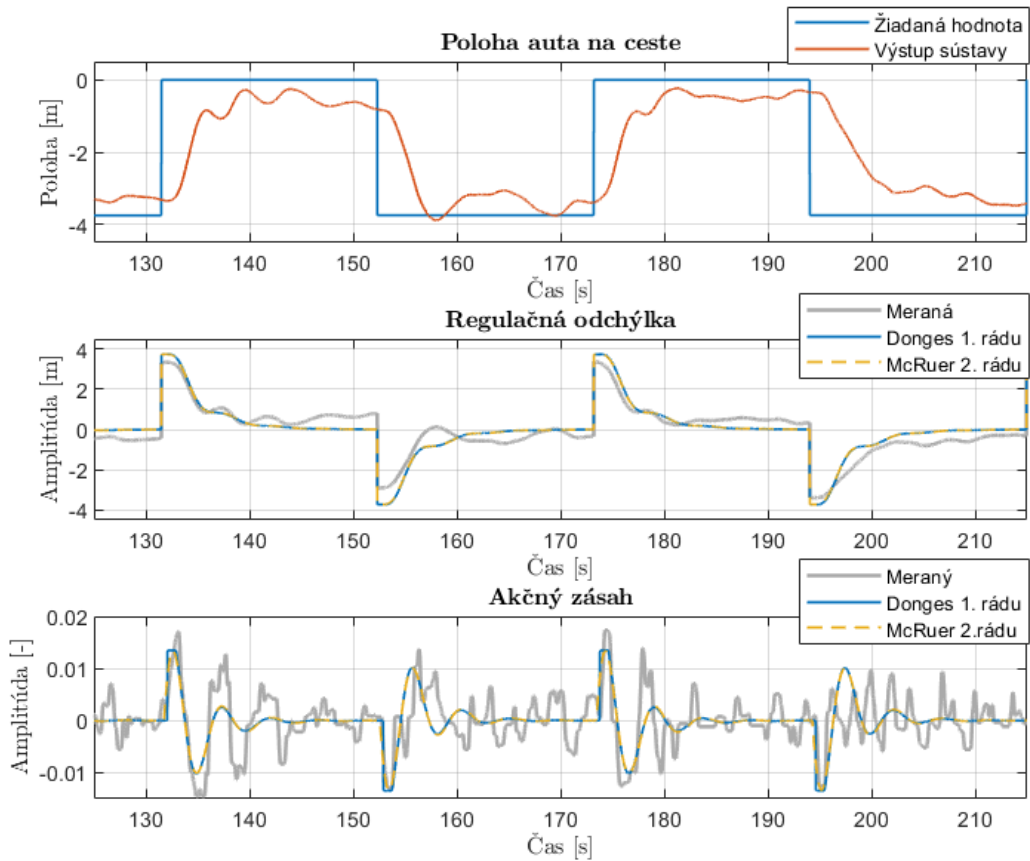 Poloha auta na ceste
Žiadaná hodnota
Výstup sústavy
Poloha [m]
0
-2
-4
130 140 150 160 170 180 190 200 210
Čas [s]
Regulačná odchýlka
Meraná
Donges 1. rádu
McRuer 2. rádu
Amplitúda [m]
4
2
0
-2
-4
130 140 150 160 170 180 190 200 210
Čas [s]
Akčný zásah
Meraný
Donges 1. rádu
McRuer 2.rádu
Amplitúda [-]
0.02
0.01
0
-0.01
130 140 150 160 170 180 190 200 210
Čas [s]